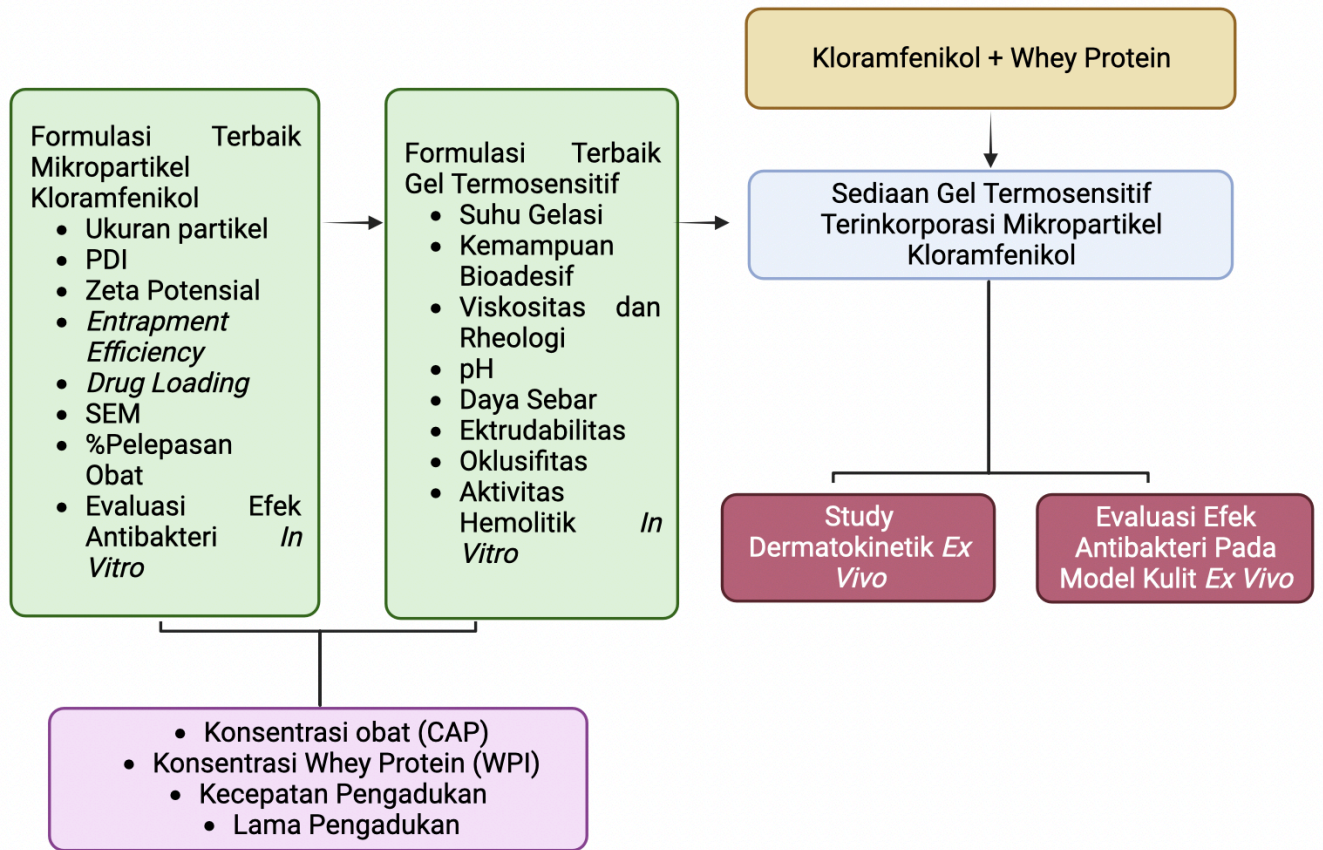 Kloramfenikol + Whey Protein
Formulasi Terbaik
Mikropartikel
Kloramfenikol
• Ukuran partikel
• PDI
• Zeta Potensial
• Entrapment
Efficiency
• Drug Loading
• SEM
• %Pelepasan
Obat
• Evaluasi Efek
Antibakteri In
Vitro
Formulasi Terbaik
Gel Termosensitif
• Suhu Gelasi
• Kemampuan
Bioadesif
• Viskositas dan
Rheologi
• pH
• Daya Sebar
• Ektrudabilitas
• Oklusifitas
• Aktivitas
Hemolitik In
Vitro
Sediaan Gel Termosensitif
Terinkorporasi Mikropartikel
Kloramfenikol
Study
Dermatokinetik Ex
Vivo
Evaluasi Efek
Antibakteri Pada
Model Kulit Ex Vivo
• Konsentrasi obat (CAP)
• Konsentrasi Whey Protein (WPI)
• Kecepatan Pengadukan
• Lama Pengadukan